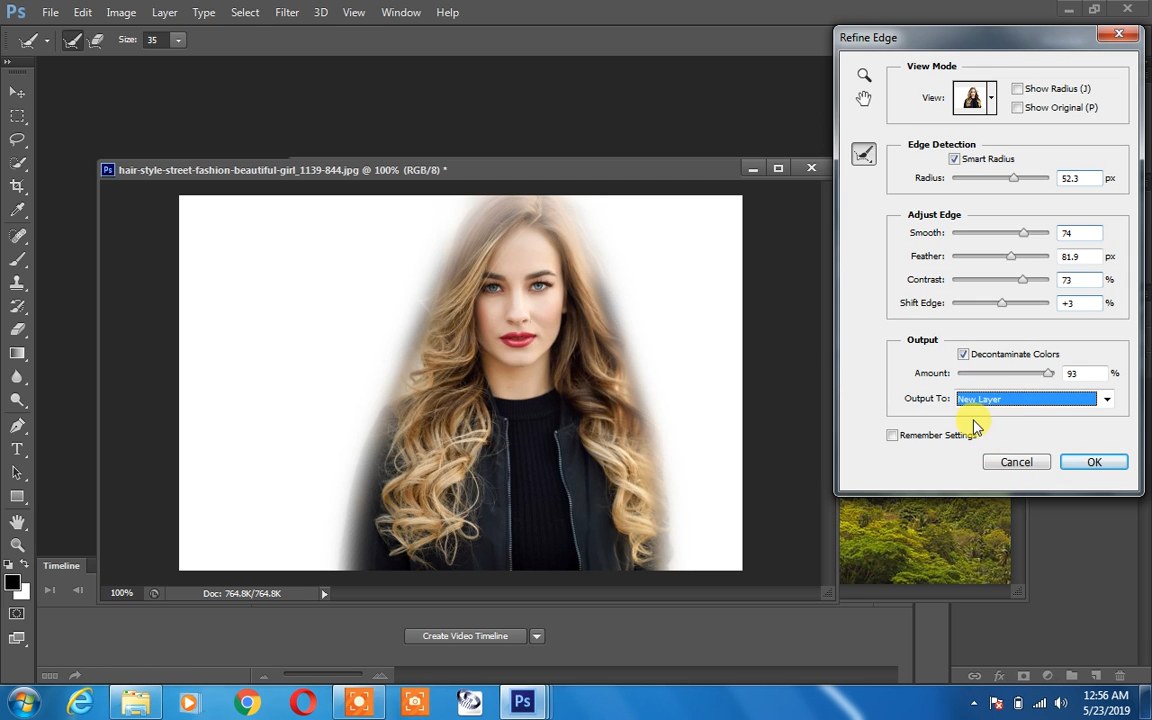 Ps File Edit Image Layer Type Select Filter 3D View Window Help
Size: 35
Refine Edge
View Mode
View:
Show Radius (J)
Show Original (P)
Edge Detection
Smart Radius
Radius: 52.3 px
Adjust Edge
Smooth: 74
Feather: 81.9 px
Contrast: 73 %
Shift Edge: +3 %
Output
Decontaminate Colors
Amount: 93 %
Output To: New Layer
Remember Settings
Cancel OK
Ps hair-style-street-fashion-beautiful-girl_1139-844.jpg @ 100% (RGB/8) *
100% Doc: 764.8K/764.8K
Timeline
Create Video Timeline
fx
Ps
12:56 AM
5/23/2019